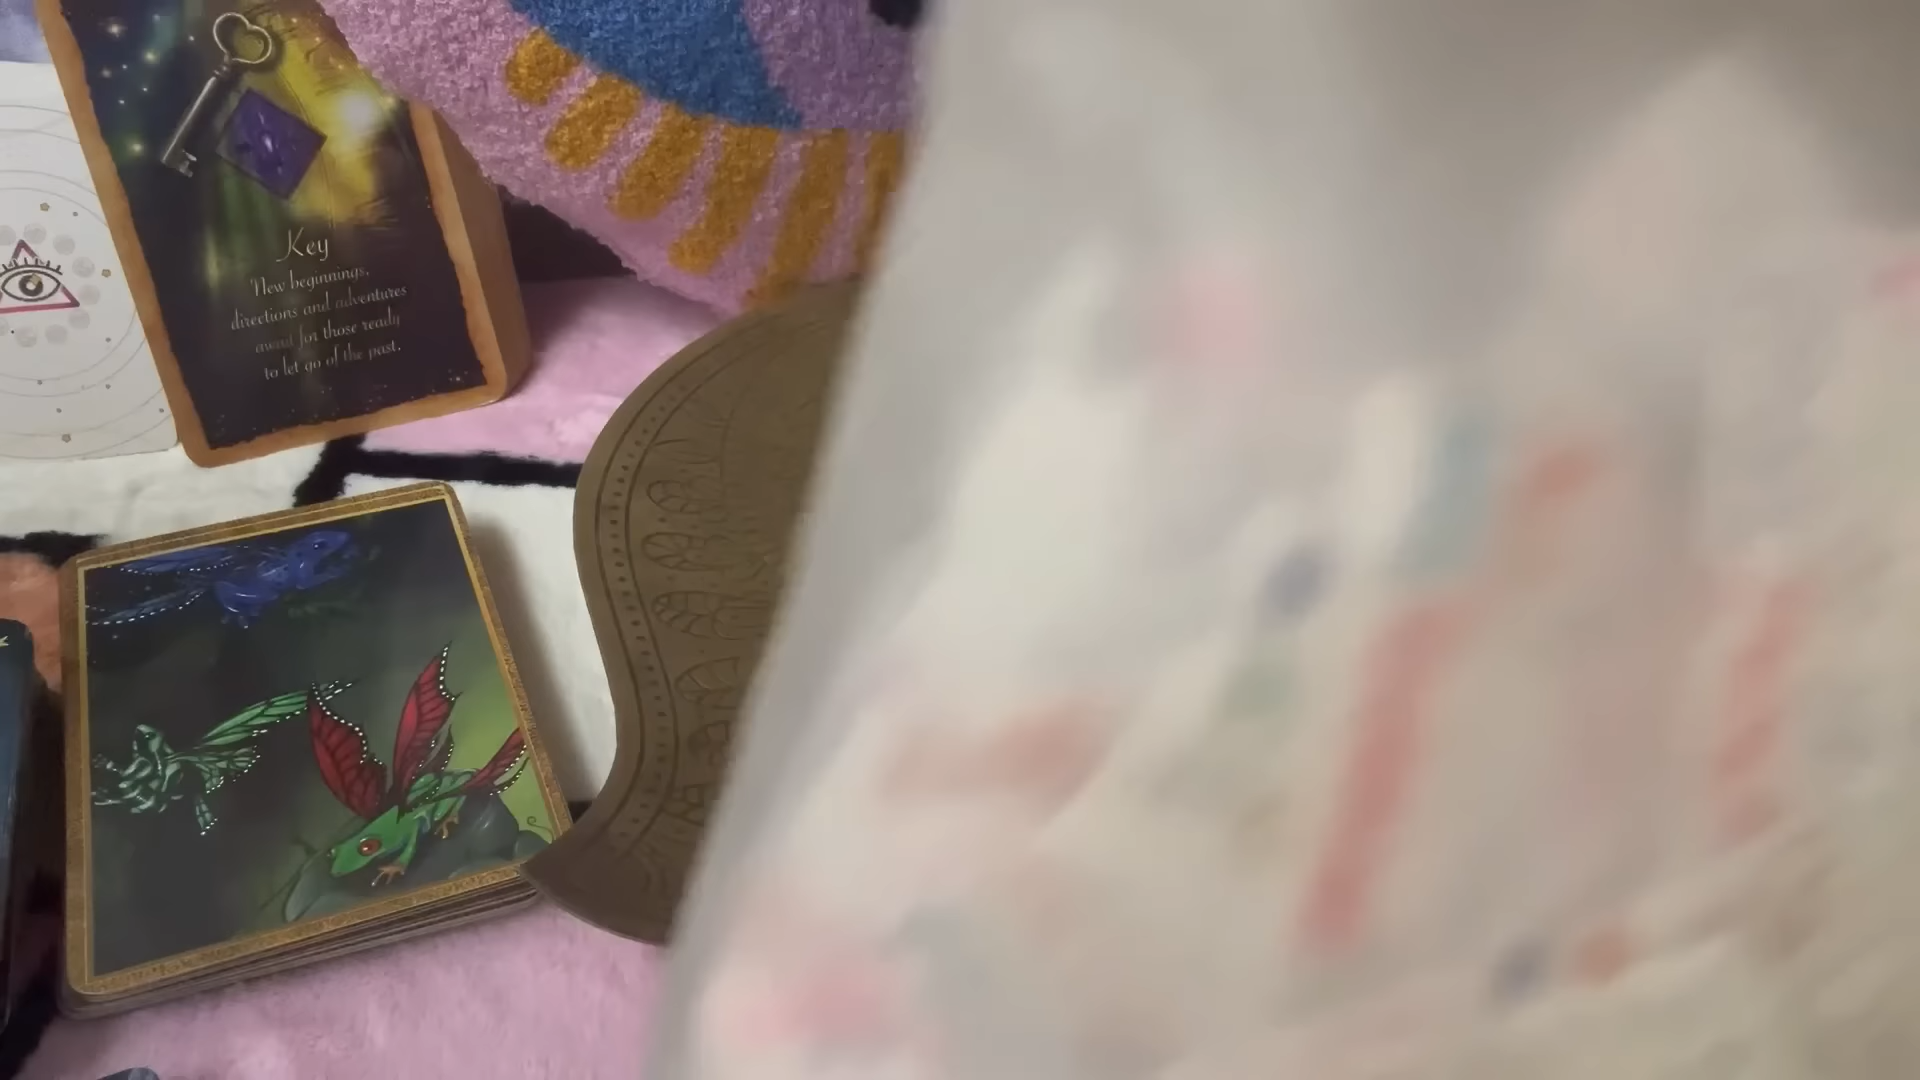 Key
New beginnings,
directions and adventures
await for those ready
to let go of the past.